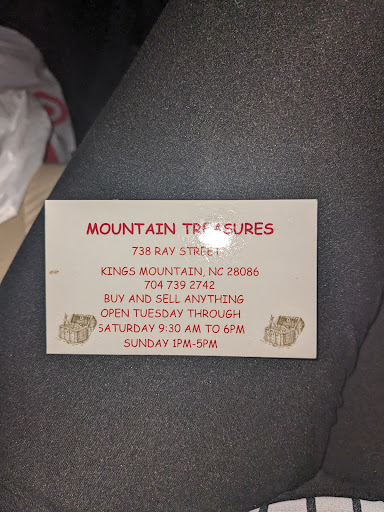 MOUNTAIN TREASURES
738 RAY STREET
KINGS MOUNTAIN, NC 28086
704 739 2742
BUY AND SELL ANYTHING
OPEN TUESDAY THROUGH
SATURDAY 9:30 AM TO 6PM
SUNDAY 1PM-5PM